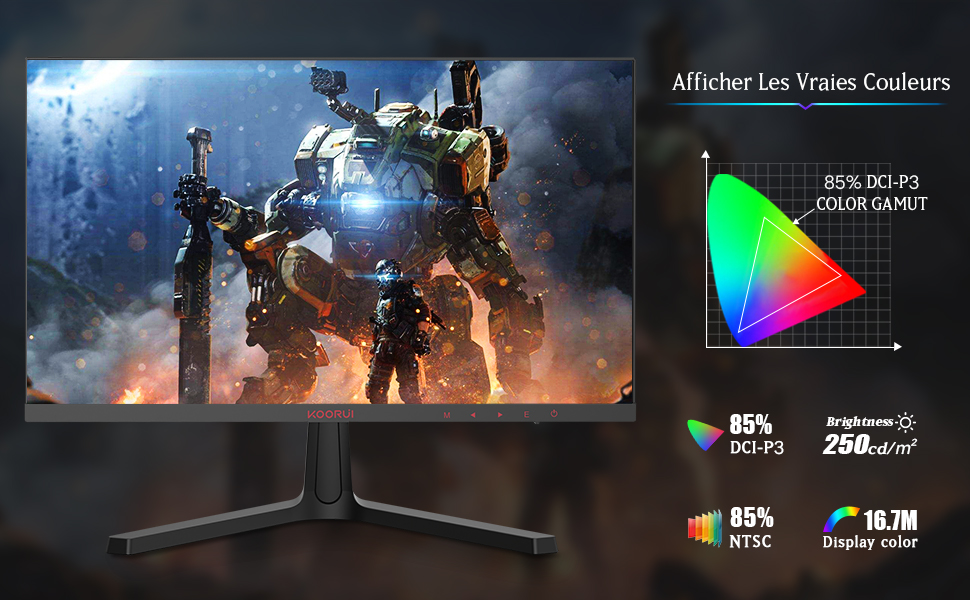 Afficher Les Vraies Couleurs
85% DCI-P3
COLOR GAMUT
KOORUI
M ◄ ► E ⏻
85%
DCI-P3
Brightness
250cd/m²
85%
NTSC
16.7M
Display color